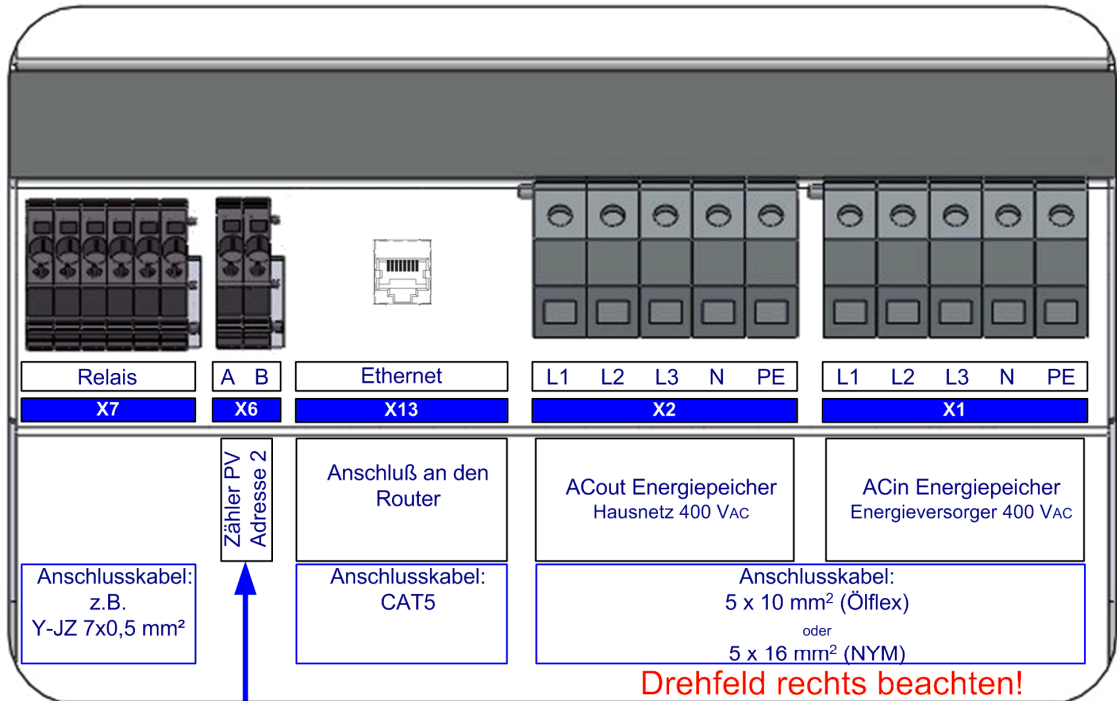 Relais
A B
Ethernet
L1 L2 L3 N PE
L1 L2 L3 N PE
X7
X6
X13
X2
X1
Zähler PV
Adresse 2
Anschluß an den
Router
ACout Energiepeicher
Hausnetz 400 VAC
ACin Energiepeicher
Energieversorger 400 VAC
Anschlusskabel:
z.B.
Y-JZ 7x0,5 mm²
Anschlusskabel:
CAT5
Anschlusskabel:
5 x 10 mm² (Ölflex)
oder
5 x 16 mm² (NYM)
Drehfeld rechts beachten!